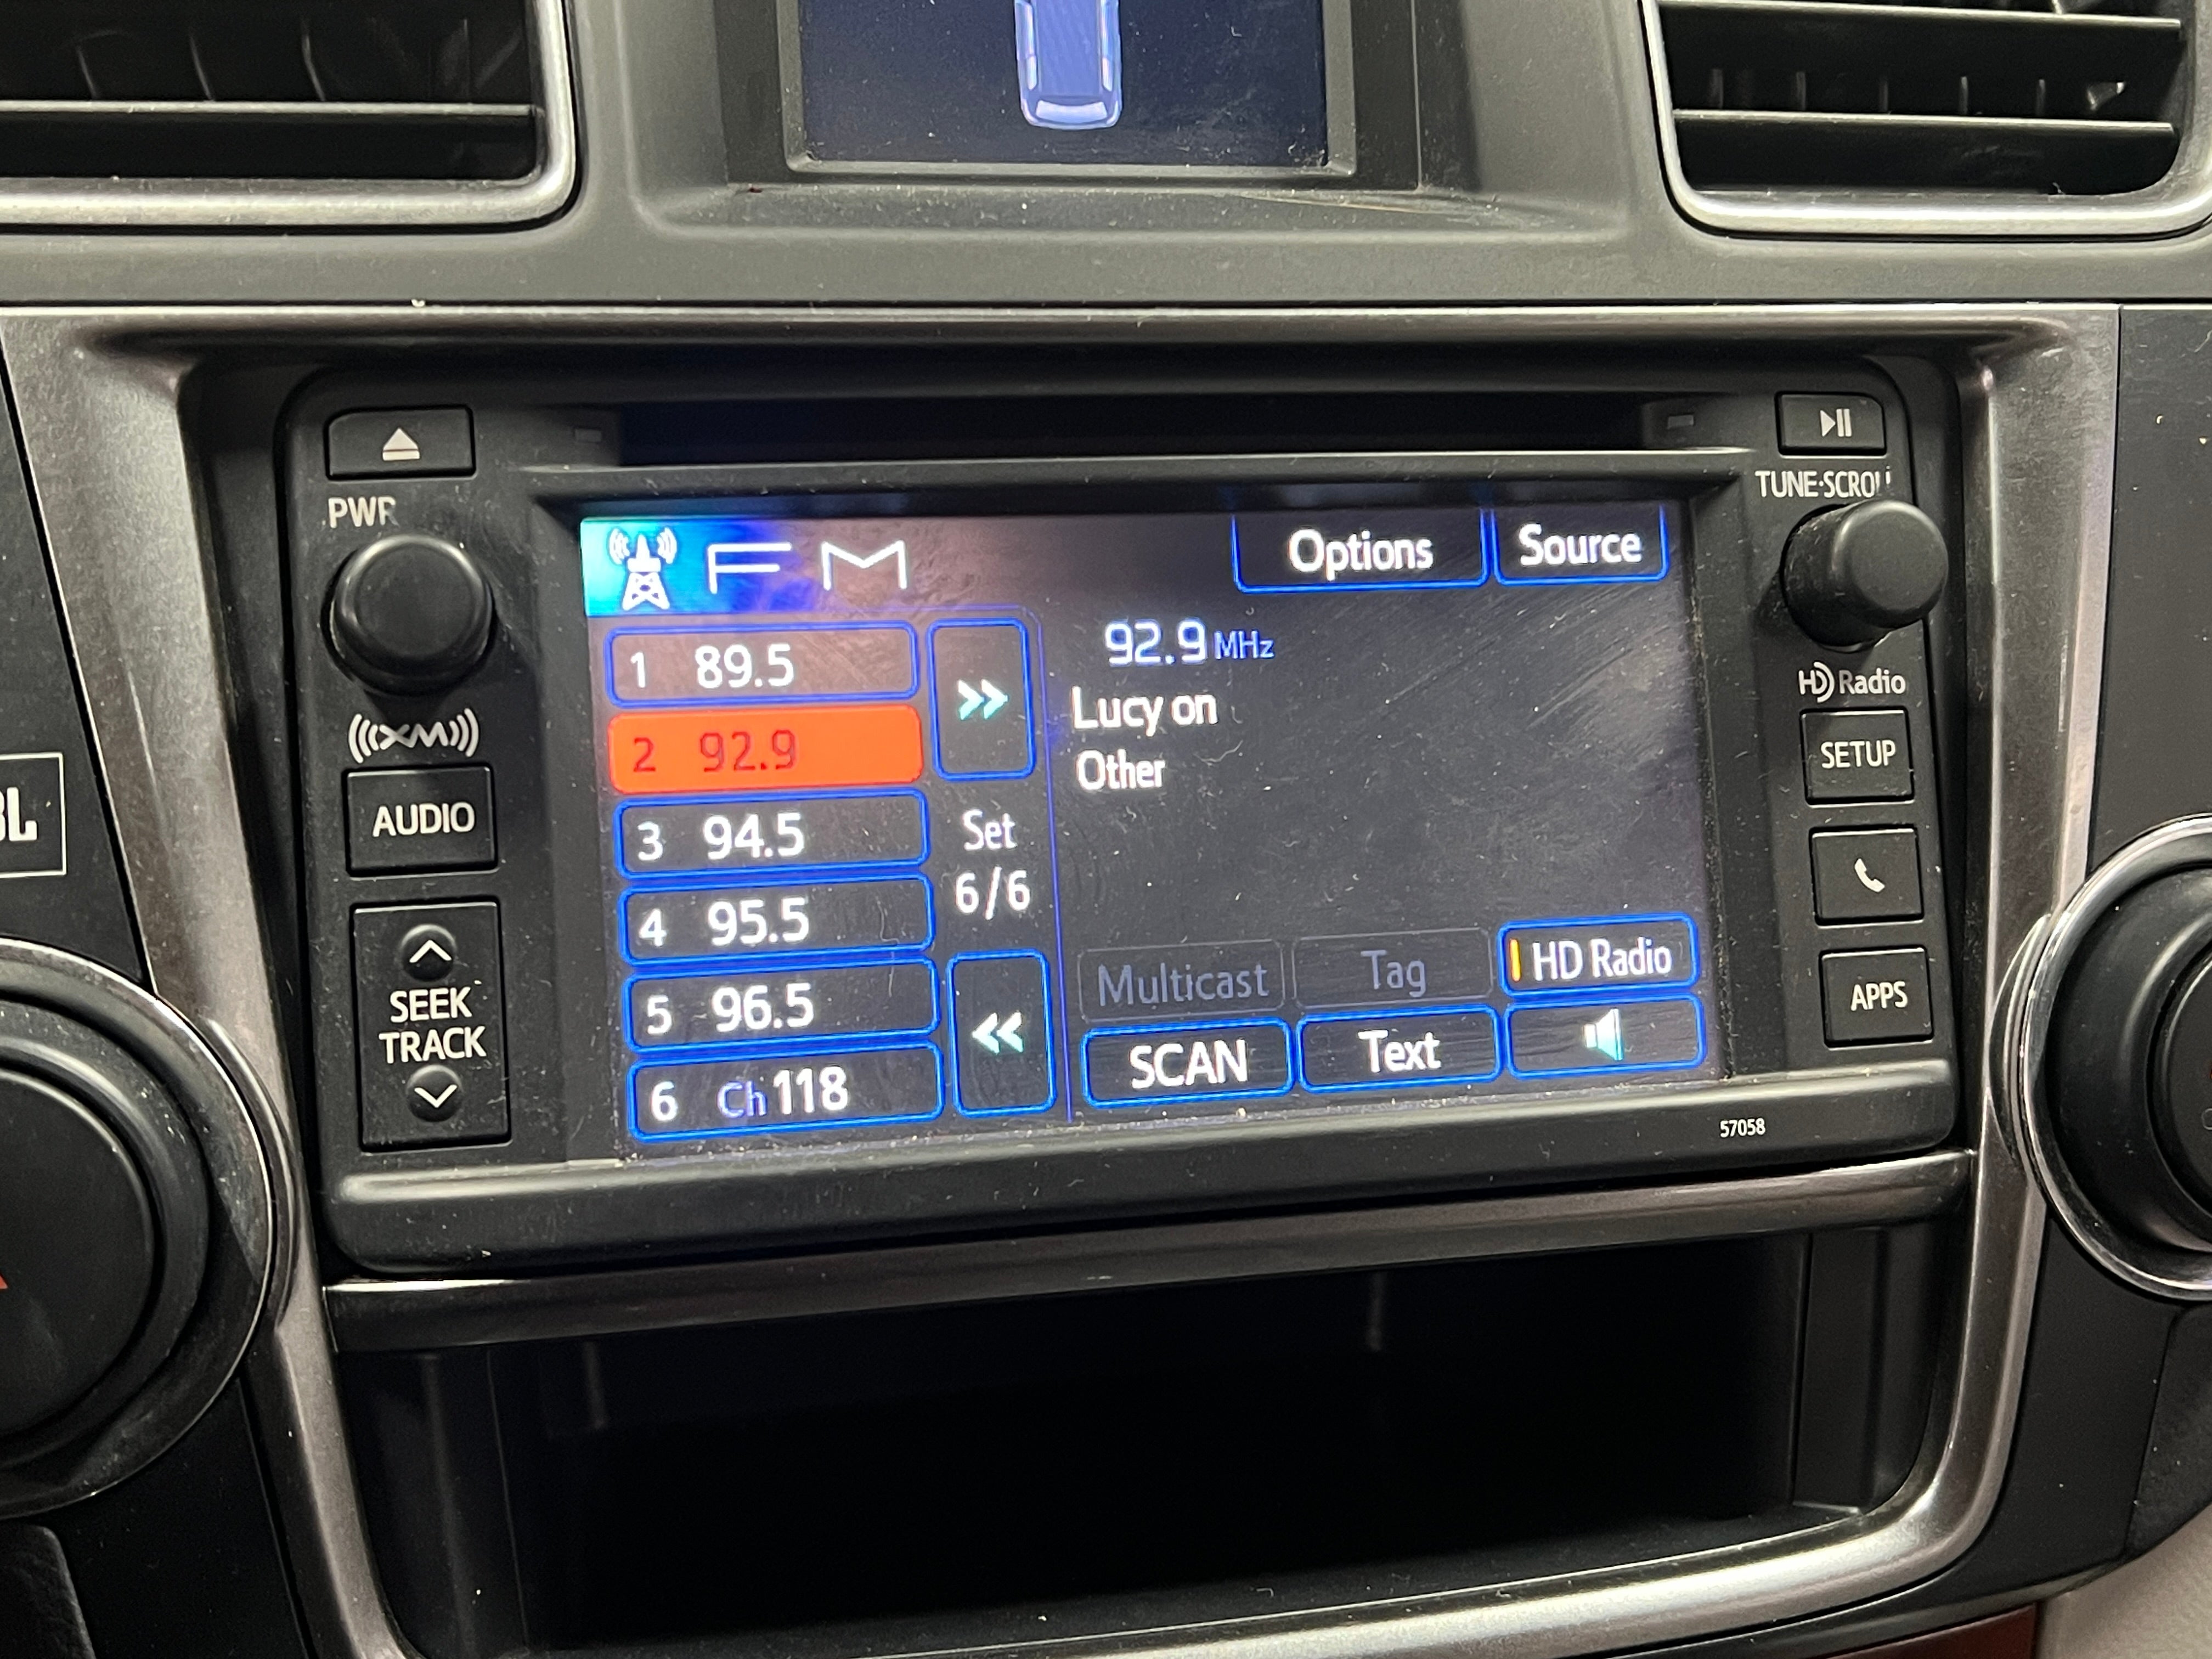 PWR
TUNE·SCROLL
FM
Options
Source
1 89.5
92.9 MHz
2 92.9
Lucy on
Other
3 94.5
Set
6/6
4 95.5
5 96.5
6 Ch 118
Multicast
Tag
HD Radio
SCAN
Text
XM
AUDIO
SEEK
TRACK
HD Radio
SETUP
APPS
57058